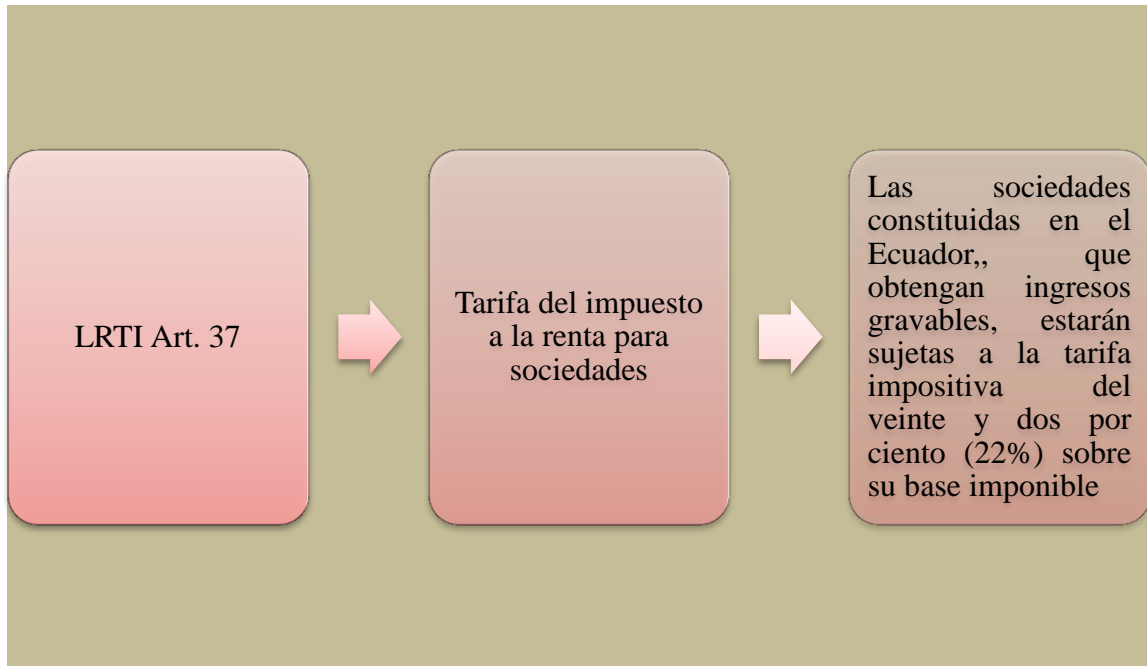 LRTI Art. 37
Tarifa del impuesto
a la renta para
sociedades
Las sociedades
constituidas en el
Ecuador,, que
obtengan ingresos
gravables, estarán
sujetas a la tarifa
impositiva del
veinte y dos por
ciento (22%) sobre
su base imponible